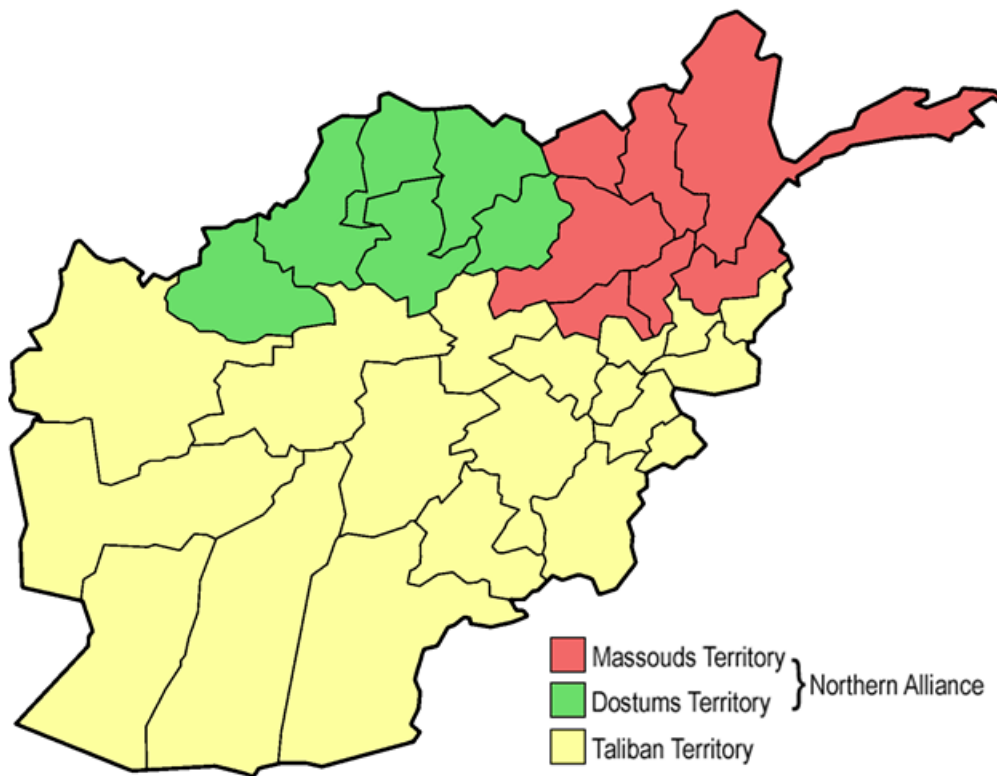 Massouds Territory
Dostums Territory
Northern Alliance
Taliban Territory